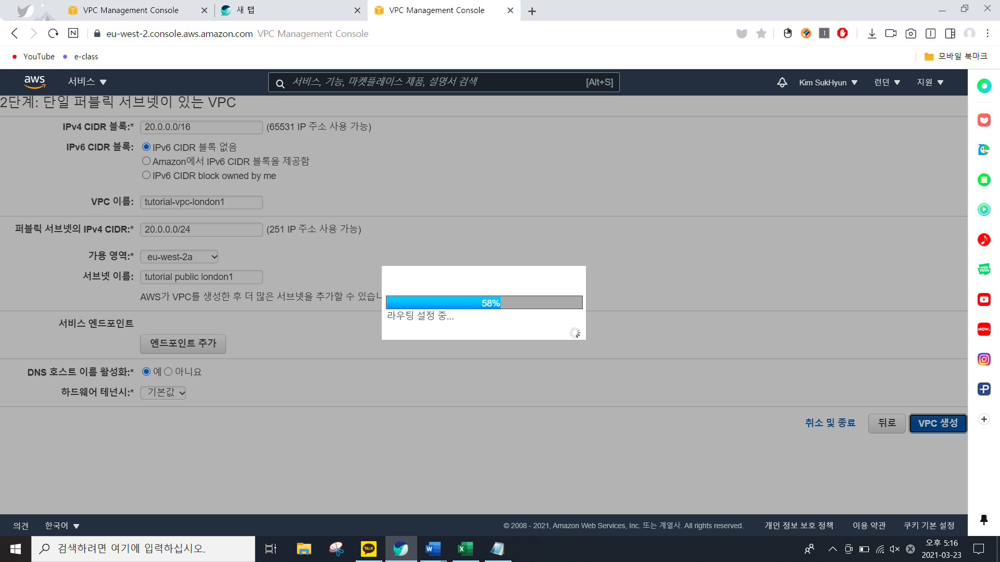 VPC Management Console
새 탭
VPC Management Console
eu-west-2.console.aws.amazon.com VPC Management Console
YouTube
e-class
모바일 북마크
aws
서비스
서비스, 기능, 마켓플레이스 제품, 설명서 검색
[Alt+S]
Kim SukHyun
런던
지원
2단계: 단일 퍼블릭 서브넷이 있는 VPC
IPv4 CIDR 블록:* 20.0.0.0/16 (65531 IP 주소 사용 가능)
IPv6 CIDR 블록: IPv6 CIDR 블록 없음
Amazon에서 IPv6 CIDR 블록을 제공함
IPv6 CIDR block owned by me
VPC 이름: tutorial-vpc-london1
퍼블릭 서브넷의 IPv4 CIDR:* 20.0.0.0/24 (251 IP 주소 사용 가능)
가용 영역:* eu-west-2a
서브넷 이름: tutorial public london1
AWS가 VPC를 생성한 후 더 많은 서브넷을 추가할 수 있습니
58%
라우팅 설정 중...
서비스 엔드포인트
엔드포인트 추가
DNS 호스트 이름 활성화:* 예 아니요
하드웨어 테넌시:* 기본값
취소 및 종료
뒤로
VPC 생성
WEB TOON
NOW.
의견
한국어
© 2008 - 2021, Amazon Web Services, Inc. 또는 계열사. All rights reserved.
개인 정보 보호 정책
이용 약관
쿠키 기본 설정
검색하려면 여기에 입력하십시오.
TALK
오후 5:16
2021-03-23